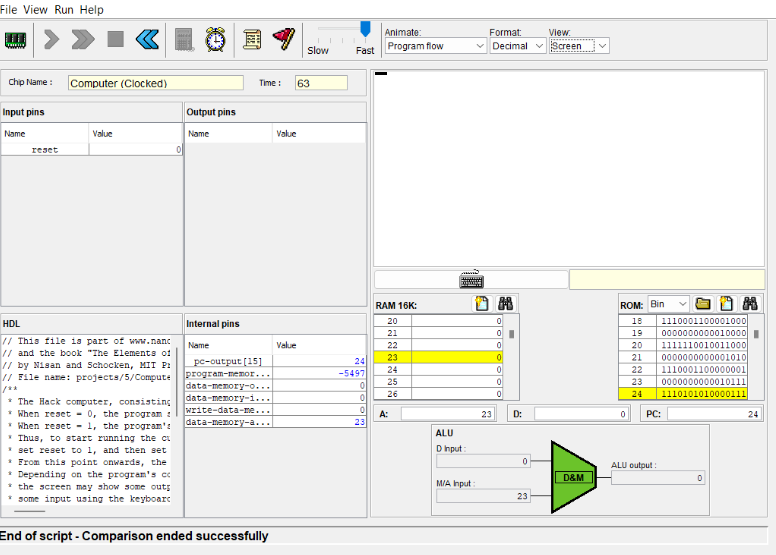 File View Run Help
Slow Fast
Animate: Format: View:
Program flow Decimal Screen
Chip Name : Computer (Clocked) Time : 63
Input pins Output pins
Name Value Name Value
reset 0
HDL
// This file is part of www.nand
// and the book "The Elements of
// by Nisan and Schocken, MIT Pr
// File name: projects/5/Compute
/**
* The Hack computer, consisting
* When reset = 0, the program s
* When reset = 1, the program's
* Thus, to start running the cu
* set reset to 1, and then set
* From this point onwards, the
* Depending on the program's co
* the screen may show some outp
* some input using the keyboard
Internal pins
Name Value
pc-output[15] 24
program-memor... -5497
data-memory-o... 0
data-memory-i... 0
write-data-me... 0
data-memory-a... 23
RAM 16K:
20 0
21 0
22 0
23 0
24 0
25 0
26 0
ROM: Bin
18 1110001100001000
19 0000000000010000
20 1111110010011000
21 0000000000001010
22 1110001100000001
23 0000000000010111
24 1110101010000111
A: 23 D: 0 PC: 24
ALU
D Input :
0
M/A Input :
23
D&M
ALU output :
0
End of script - Comparison ended successfully